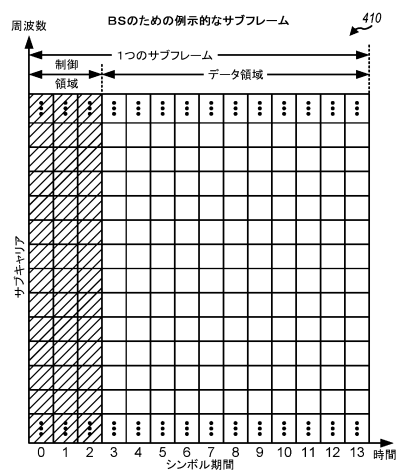 周波数
BSのための例示的なサブフレーム
410
1つのサブフレーム
制御
領域
データ領域
サブキャリア
0 1 2 3 4 5 6 7 8 9 10 11 12 13
時間
シンボル期間